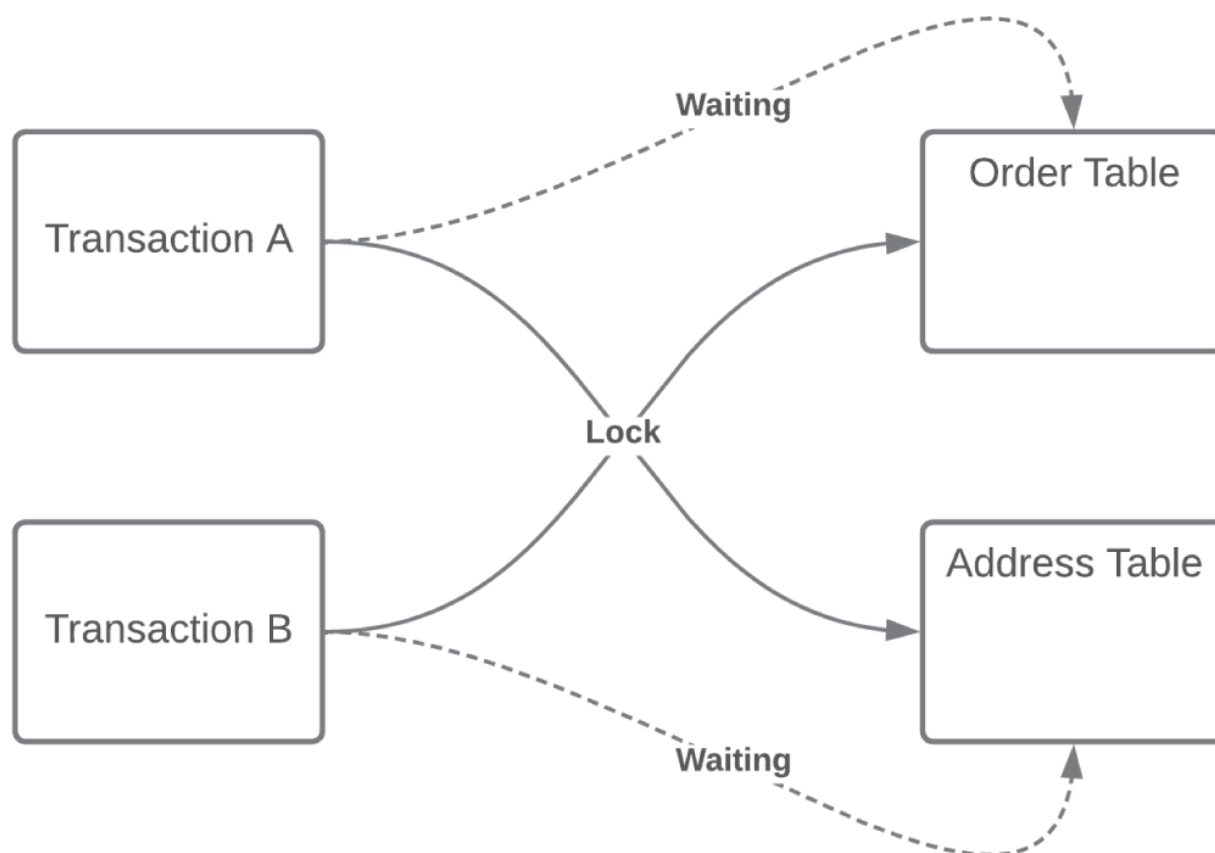 Waiting
Order Table
Transaction A
Lock
Address Table
Transaction B
Waiting